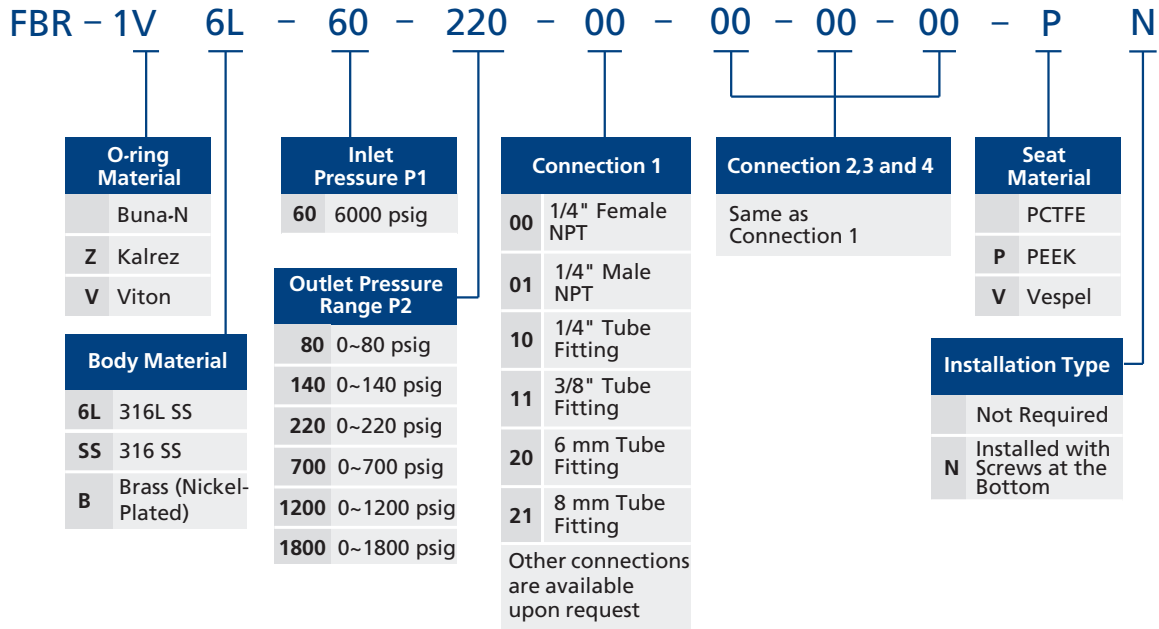 FBR - 1V 6L - 60 - 220 - 00 - 00 - 00 - 00 - P N
O-ring
Material
Buna-N
Z Kalrez
V Viton
Body Material
6L 316L SS
SS 316 SS
B Brass (Nickel-
Plated)
Inlet
Pressure P1
60 6000 psig
Outlet Pressure
Range P2
80 0~80 psig
140 0~140 psig
220 0~220 psig
700 0~700 psig
1200 0~1200 psig
1800 0~1800 psig
Connection 1
00 1/4" Female
NPT
01 1/4" Male
NPT
10 1/4" Tube
Fitting
11 3/8" Tube
Fitting
20 6 mm Tube
Fitting
21 8 mm Tube
Fitting
Other connections
are available
upon request
Connection 2,3 and 4
Same as
Connection 1
Seat
Material
PCTFE
P PEEK
V Vespel
Installation Type
Not Required
N Installed with
Screws at the
Bottom